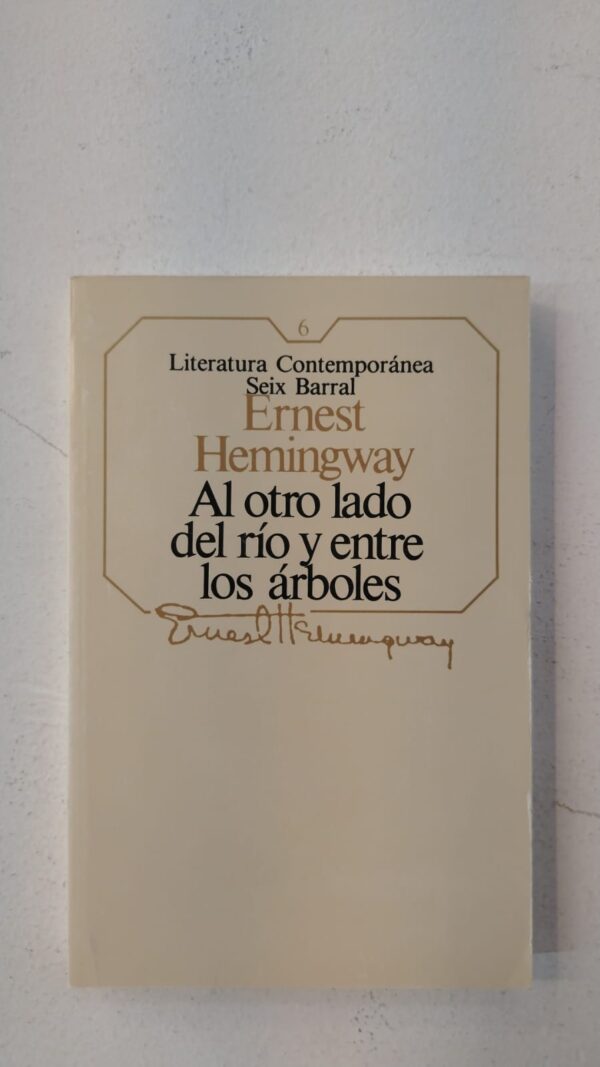 6
Literatura Contemporánea
Seix Barral
Ernest
Hemingway
Al otro lado
del río y entre
los árboles
Ernest Hemingway